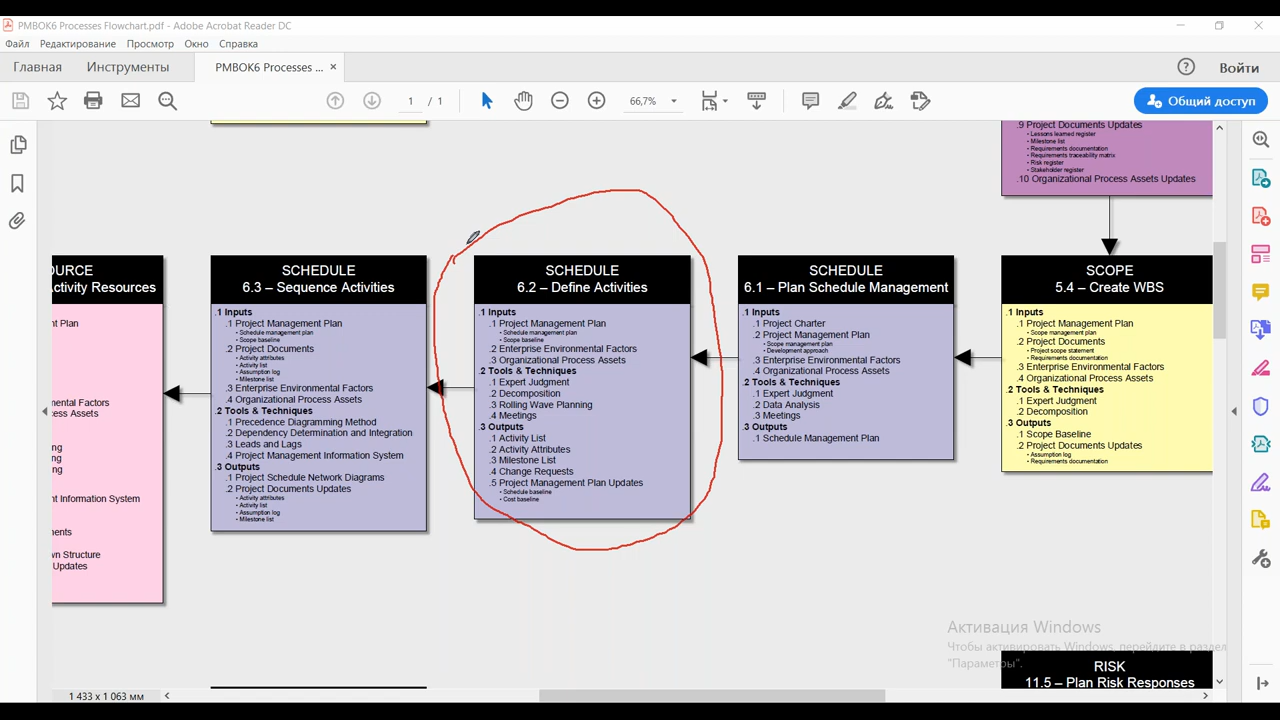 PMBOK6 Processes Flowchart.pdf - Adobe Acrobat Reader DC
Файл Редактирование Просмотр Окно Справка
Главная Инструменты PMBOK6 Processes ... × Войти
1 / 1 66,7% Общий доступ
.9 Project Documents Updates
• Lessons learned register
• Milestone list
• Requirements documentation
• Requirements traceability matrix
• Risk register
• Stakeholder register
.10 Organizational Process Assets Updates
OURCE
Activity Resources
nt Plan
mental Factors
cess Assets
ng
ng
ng
nt Information System
ments
wn Structure
Updates
SCHEDULE
6.3 – Sequence Activities
.1 Inputs
.1 Project Management Plan
• Schedule management plan
• Scope baseline
.2 Project Documents
• Activity attributes
• Activity list
• Assumption log
• Milestone list
.3 Enterprise Environmental Factors
.4 Organizational Process Assets
.2 Tools & Techniques
.1 Precedence Diagramming Method
.2 Dependency Determination and Integration
.3 Leads and Lags
.4 Project Management Information System
.3 Outputs
.1 Project Schedule Network Diagrams
.2 Project Documents Updates
• Activity attributes
• Activity list
• Assumption log
• Milestone list
SCHEDULE
6.2 – Define Activities
.1 Inputs
.1 Project Management Plan
• Schedule management plan
• Scope baseline
.2 Enterprise Environmental Factors
.3 Organizational Process Assets
.2 Tools & Techniques
.1 Expert Judgment
.2 Decomposition
.3 Rolling Wave Planning
.4 Meetings
.3 Outputs
.1 Activity List
.2 Activity Attributes
.3 Milestone List
.4 Change Requests
.5 Project Management Plan Updates
• Schedule baseline
• Cost baseline
SCHEDULE
6.1 – Plan Schedule Management
.1 Inputs
.1 Project Charter
.2 Project Management Plan
• Scope management plan
• Development approach
.3 Enterprise Environmental Factors
.4 Organizational Process Assets
.2 Tools & Techniques
.1 Expert Judgment
.2 Data Analysis
.3 Meetings
.3 Outputs
.1 Schedule Management Plan
SCOPE
5.4 – Create WBS
.1 Inputs
.1 Project Management Plan
• Scope management plan
.2 Project Documents
• Project scope statement
• Requirements documentation
.3 Enterprise Environmental Factors
.4 Organizational Process Assets
.2 Tools & Techniques
.1 Expert Judgment
.2 Decomposition
.3 Outputs
.1 Scope Baseline
.2 Project Documents Updates
• Assumption log
• Requirements documentation
Активация Windows
Чтобы активировать Windows, перейдите в раздел
"Параметры".
RISK
11.5 – Plan Risk Responses
1 433 x 1 063 мм